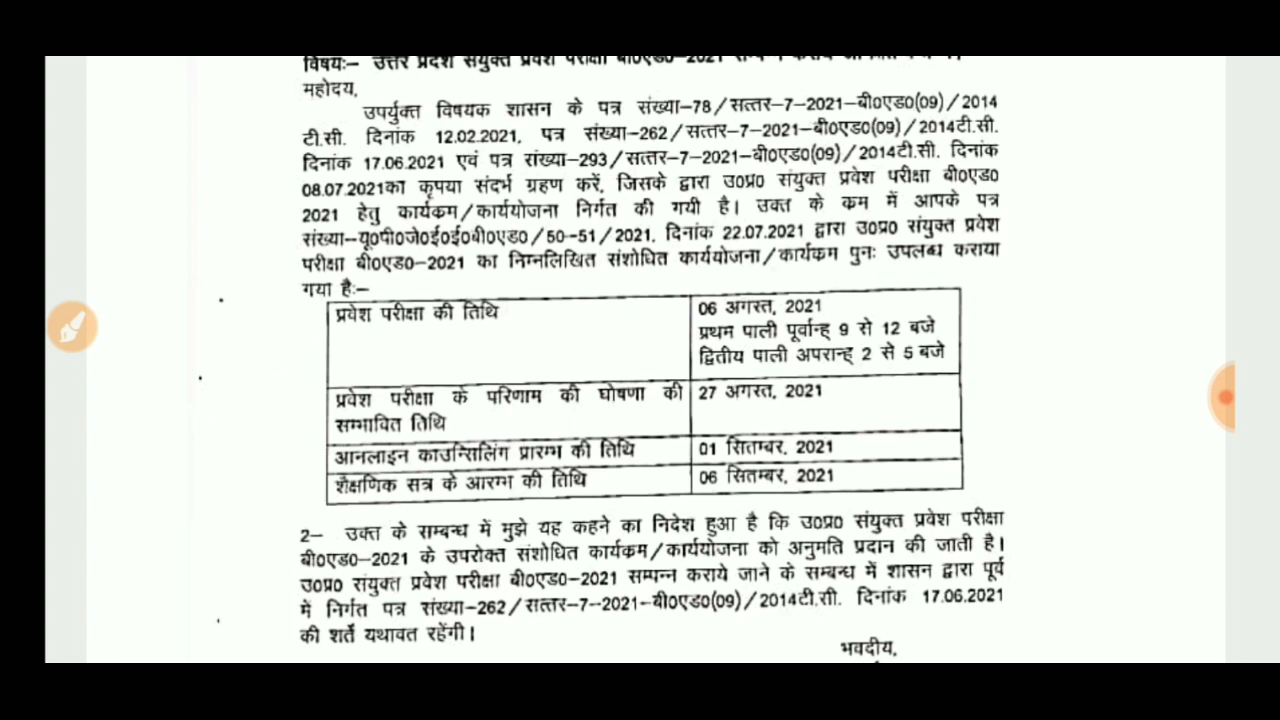 विषयः– उत्तर प्रदेश संयुक्त प्रवेश परीक्षा बी0एड0–2021
महोदय,
उपर्युक्त विषयक शासन के पत्र संख्या–78/सत्तर–7–2021–बी0एड0(09)/2014
टी.सी. दिनांक 12.02.2021, पत्र संख्या–262/सत्तर–7–2021–बी0एड0(09)/2014टी.सी.
दिनांक 17.06.2021 एवं पत्र संख्या–293/सत्तर–7–2021–बी0एड0(09)/2014टी.सी. दिनांक
08.07.2021का कृपया संदर्भ ग्रहण करें, जिसके द्वारा उ0प्र0 संयुक्त प्रवेश परीक्षा बी0एड0
2021 हेतु कार्यक्रम/कार्ययोजना निर्गत की गयी है। उक्त के क्रम में आपके पत्र
संख्या–यू0पी0जे0ई0ई0बी0एड0/50–51/2021, दिनांक 22.07.2021 द्वारा उ0प्र0 संयुक्त प्रवेश
परीक्षा बी0एड0–2021 का निम्नलिखित संशोधित कार्ययोजना/कार्यक्रम पुनः उपलब्ध कराया
गया हैः–
प्रवेश परीक्षा की तिथि 06 अगस्त, 2021
प्रथम पाली पूर्वान्ह् 9 से 12 बजे
द्वितीय पाली अपरान्ह् 2 से 5 बजे
प्रवेश परीक्षा के परिणाम की घोषणा की 27 अगस्त, 2021
सम्भावित तिथि
आनलाइन काउन्सिलिंग प्रारम्भ की तिथि 01 सितम्बर, 2021
शैक्षणिक सत्र के आरम्भ की तिथि 06 सितम्बर, 2021
2– उक्त के सम्बन्ध में मुझे यह कहने का निदेश हुआ है कि उ0प्र0 संयुक्त प्रवेश परीक्षा
बी0एड0–2021 के उपरोक्त संशोधित कार्यक्रम/कार्ययोजना को अनुमति प्रदान की जाती है।
उ0प्र0 संयुक्त प्रवेश परीक्षा बी0एड0–2021 सम्पन्न कराये जाने के सम्बन्ध में शासन द्वारा पूर्व
में निर्गत पत्र संख्या–262/सत्तर–7–2021–बी0एड0(09)/2014टी.सी. दिनांक 17.06.2021
की शर्तें यथावत रहेंगी।
भवदीय,